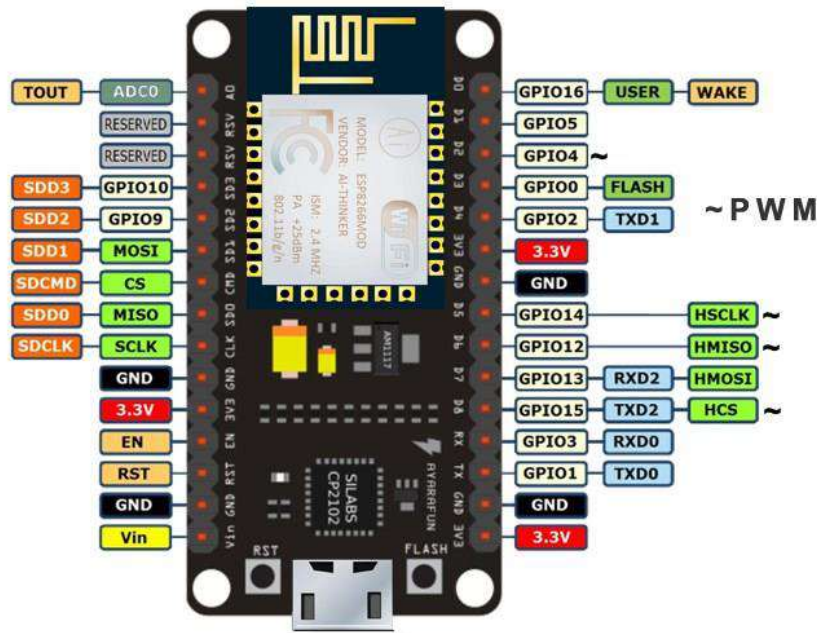 TOUT ADC0 A0 D0 GPIO16 USER WAKE
RESERVED RSV D1 GPIO5
RESERVED RSV D2 GPIO4 ~
SDD3 GPIO10 SD3 D3 GPIO0 FLASH
SDD2 GPIO9 SD2 D4 GPIO2 TXD1
~PWM
SDD1 MOSI SD1 3V3 3.3V
SDCMD CS CMD GND GND
SDD0 MISO SD0 D5 GPIO14 HSCLK ~
SDCLK SCLK CLK D6 GPIO12 HMISO ~
GND GND D7 GPIO13 RXD2 HMOSI
3.3V 3V3 D8 GPIO15 TXD2 HCS ~
EN EN RX GPIO3 RXD0
RST RST TX GPIO1 TXD0
GND GND GND GND
Vin Vin 3V3 3.3V
Ai
MODEL: ESP8266MOD
VENDOR: AI-THINKER
Wi Fi
FC
ISM: 2.4 MHZ
PA: +25dBm
802.11b/g/n
AM1117
SILABS
CP2102
AYARAFUN
RST
FLASH